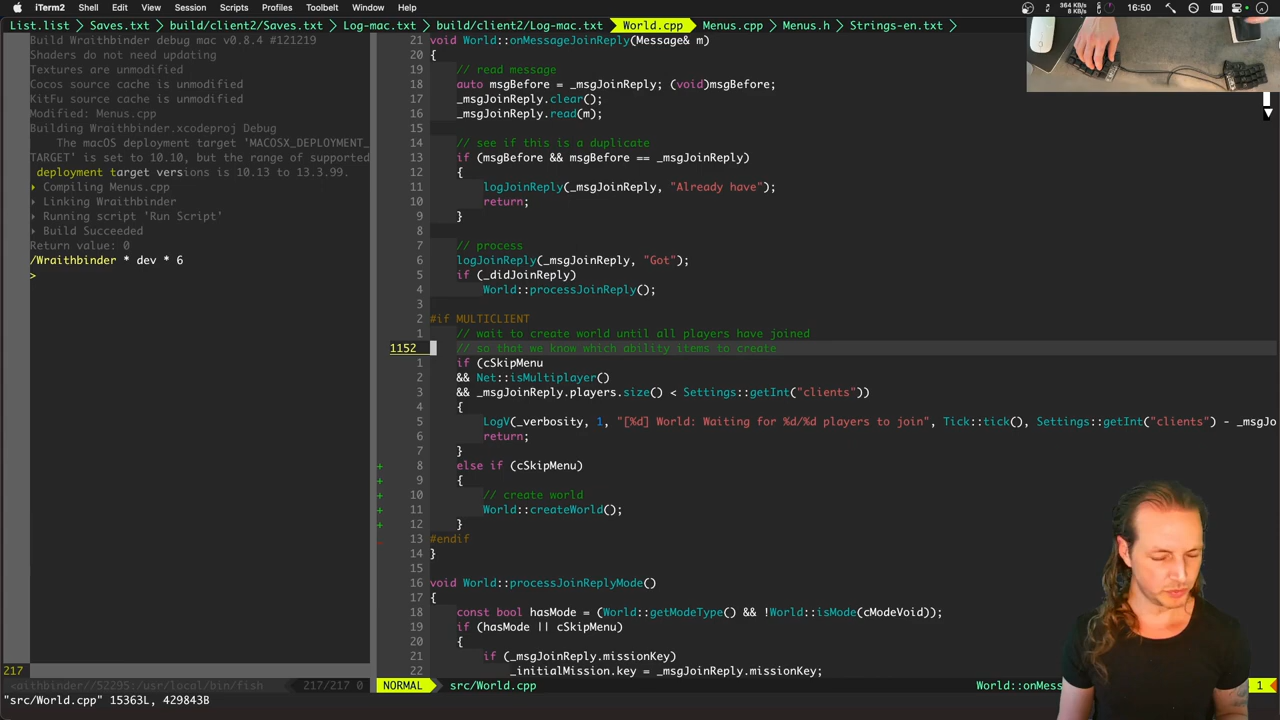 iTerm2 Shell Edit View Session Scripts Profiles Toolbelt Window Help 364 KB/s 8 KB/s 16:50
List.list Saves.txt build/client2/Saves.txt Log-mac.txt build/client2/Log-mac.txt World.cpp Menus.cpp Menus.h Strings-en.txt
Build Wraithbinder debug mac v0.8.4 #121219
Shaders do not need updating
Textures are unmodified
Cocos source cache is unmodified
KitFu source cache is unmodified
Modified: Menus.cpp
Building Wraithbinder.xcodeproj Debug
The macOS deployment target 'MACOSX_DEPLOYMENT_
TARGET' is set to 10.10, but the range of supported
deployment target versions is 10.13 to 13.3.99.
Compiling Menus.cpp
Linking Wraithbinder
Running script 'Run Script'
Build Succeeded
Return value: 0
/Wraithbinder * dev * 6
>
217
aithbinder//52295:/usr/local/bin/fish 217/217 0
21 void World::onMessageJoinReply(Message& m)
20 {
19 // read message
18 auto msgBefore = _msgJoinReply; (void)msgBefore;
17 _msgJoinReply.clear();
16 _msgJoinReply.read(m);
15
14 // see if this is a duplicate
13 if (msgBefore && msgBefore == _msgJoinReply)
12 {
11 logJoinReply(_msgJoinReply, "Already have");
10 return;
9 }
8
7 // process
6 logJoinReply(_msgJoinReply, "Got");
5 if (_didJoinReply)
4 World::processJoinReply();
3
2 #if MULTICLIENT
1 // wait to create world until all players have joined
1152 // so that we know which ability items to create
1 if (cSkipMenu
2 && Net::isMultiplayer()
3 && _msgJoinReply.players.size() < Settings::getInt("clients"))
4 {
5 LogV(_verbosity, 1, "[%d] World: Waiting for %d/%d players to join", Tick::tick(), Settings::getInt("clients") - _msgJo
6 return;
7 }
+ 8 else if (cSkipMenu)
+ 9 {
+ 10 // create world
+ 11 World::createWorld();
+ 12 }
13 #endif
14 }
15
16 void World::processJoinReplyMode()
17 {
18 const bool hasMode = (World::getModeType() && !World::isMode(cModeVoid));
19 if (hasMode || cSkipMenu)
20 {
21 if (_msgJoinReply.missionKey)
22 _initialMission.key = _msgJoinReply.missionKey;
NORMAL src/World.cpp World::onMess 1
"src/World.cpp" 15363L, 429843B